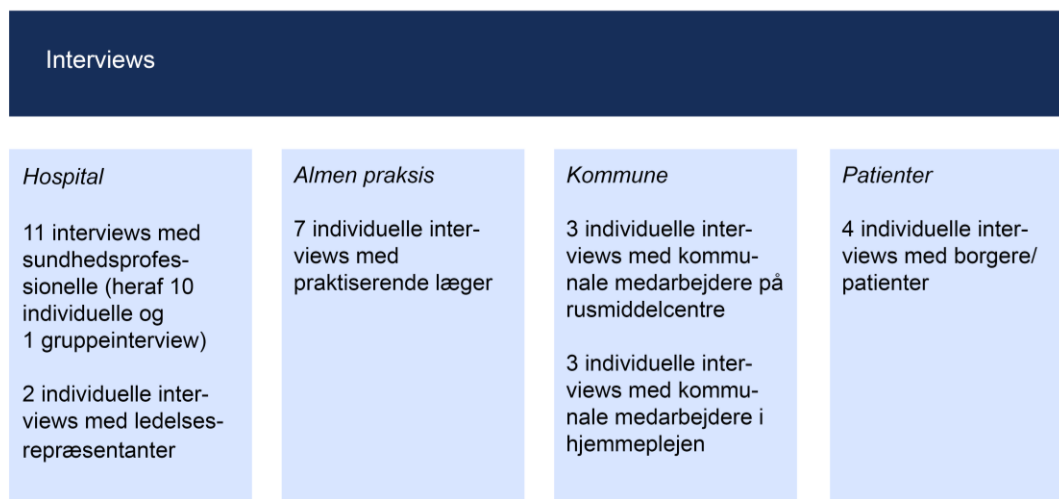 Interviews
Hospital
11 interviews med
sundhedsprofes-
sionelle (heraf 10
individuelle og
1 gruppeinterview)
2 individuelle inter-
views med ledelses-
repræsentanter
Almen praksis
7 individuelle inter-
views med
praktiserende læger
Kommune
3 individuelle inter-
views med kommu-
nale medarbejdere på
rusmiddelcentre
3 individuelle inter-
views med kommu-
nale medarbejdere i
hjemmeplejen
Patienter
4 individuelle inter-
views med borgere/
patienter